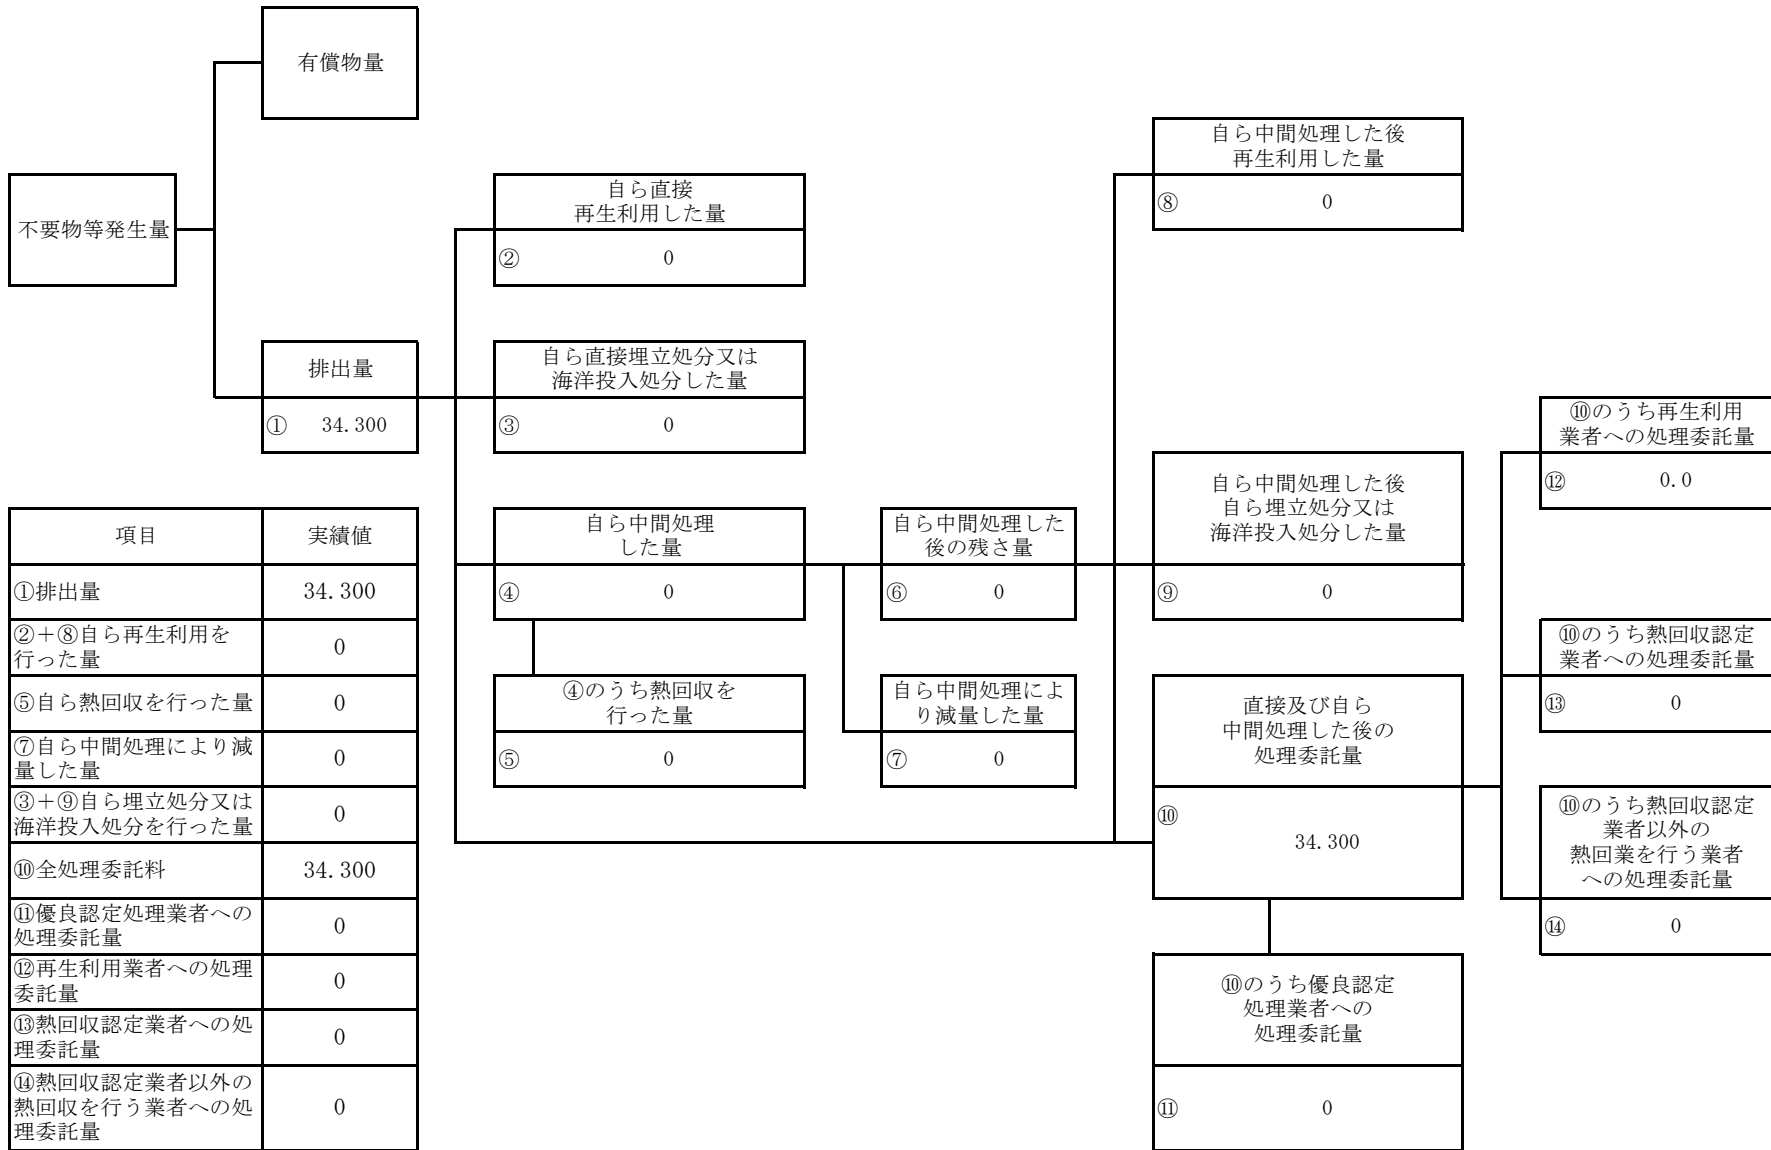 有償物量
不要物等発生量
排出量
① 34.300
自ら直接
再生利用した量
② 0
自ら直接埋立処分又は
海洋投入処分した量
③ 0
自ら中間処理
した量
④ 0
④のうち熱回収を
行った量
⑤ 0
自ら中間処理した
後の残さ量
⑥ 0
自ら中間処理によ
り減量した量
⑦ 0
自ら中間処理した後
再生利用した量
⑧ 0
自ら中間処理した後
自ら埋立処分又は
海洋投入処分した量
⑨ 0
直接及び自ら
中間処理した後の
処理委託量
⑩
34.300
⑩のうち優良認定
処理業者への
処理委託量
⑪ 0
⑩のうち再生利用
業者への処理委託量
⑫ 0.0
⑩のうち熱回収認定
業者への処理委託量
⑬ 0
⑩のうち熱回収認定
業者以外の
熱回業を行う業者
への処理委託量
⑭ 0
項目 実績値
①排出量 34.300
②＋⑧自ら再生利用を
行った量 0
⑤自ら熱回収を行った量 0
⑦自ら中間処理により減
量した量 0
③＋⑨自ら埋立処分又は
海洋投入処分を行った量 0
⑩全処理委託料 34.300
⑪優良認定処理業者への
処理委託量 0
⑫再生利用業者への処理
委託量 0
⑬熱回収認定業者への処
理委託量 0
⑭熱回収認定業者以外の
熱回収を行う業者への処
理委託量 0